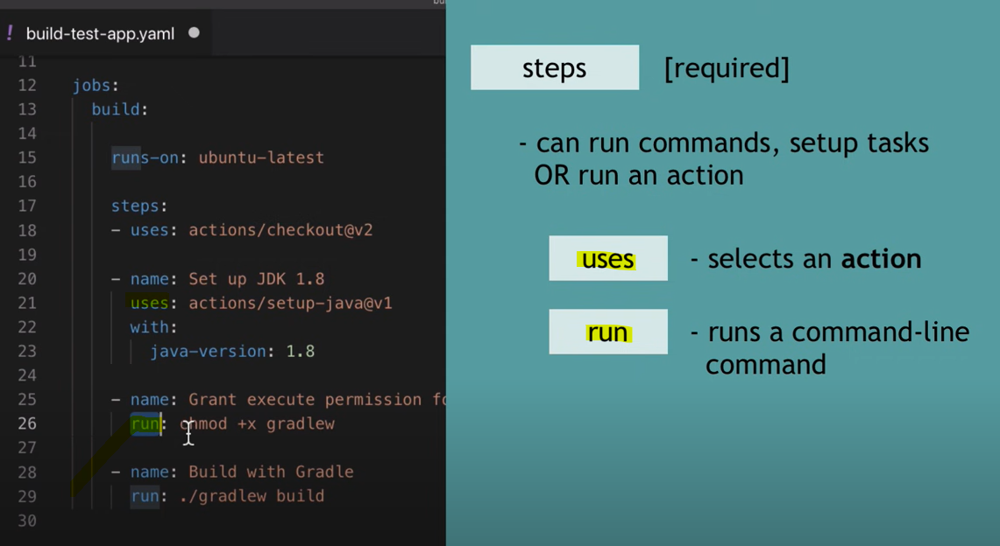 ! build-test-app.yaml
11
12 jobs:
13 build:
14
15 runs-on: ubuntu-latest
16
17 steps:
18 - uses: actions/checkout@v2
19
20 - name: Set up JDK 1.8
21 uses: actions/setup-java@v1
22 with:
23 java-version: 1.8
24
25 - name: Grant execute permission fo
26 run: chmod +x gradlew
27
28 - name: Build with Gradle
29 run: ./gradlew build
30
steps [required]
- can run commands, setup tasks
OR run an action
uses - selects an action
run - runs a command-line
command